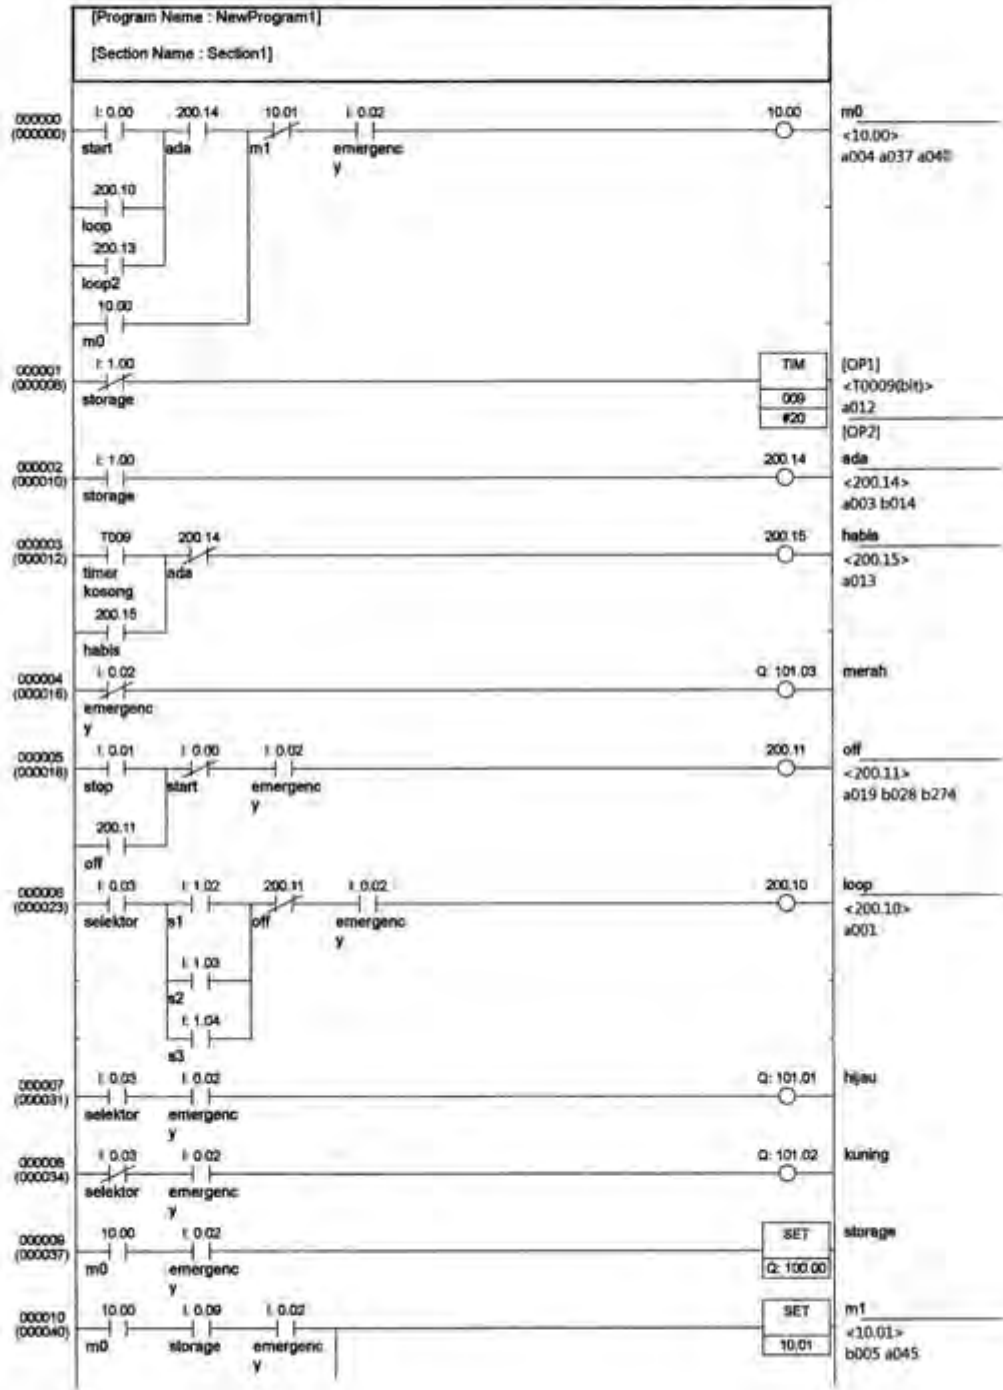 [Program Name : NewProgram1]
[Section Name : Section1]
000000
(000000)
I: 0.00
start
200.14
ada
10.01
m1
I: 0.02
emergenc
y
10.00
m0
<10.00>
a004 a037 a040
200.10
loop
200.13
loop2
10.00
m0
000001
(000008)
I: 1.00
storage
TIM
009
#20
[OP1]
<T0009(bit)>
a012
[OP2]
000002
(000010)
I: 1.00
storage
200.14
ada
<200.14>
a003 b014
000003
(000012)
T009
timer
kosong
200.14
ada
200.15
habis
<200.15>
a013
200.15
habis
000004
(000016)
I: 0.02
emergenc
y
Q: 101.03
merah
000005
(000018)
I: 0.01
stop
I: 0.00
start
I: 0.02
emergenc
y
200.11
off
<200.11>
a019 b028 b274
200.11
off
000006
(000023)
I: 0.03
selektor
I: 1.02
s1
200.11
off
I: 0.02
emergenc
y
200.10
loop
<200.10>
a001
I: 1.03
s2
I: 1.04
s3
000007
(000031)
I: 0.03
selektor
I: 0.02
emergenc
y
Q: 101.01
hijau
000008
(000034)
I: 0.03
selektor
I: 0.02
emergenc
y
Q: 101.02
kuning
000009
(000037)
10.00
m0
I: 0.02
emergenc
y
SET
Q: 100.00
storage
000010
(000040)
10.00
m0
I: 0.09
storage
I: 0.02
emergenc
y
SET
10.01
m1
<10.01>
b005 a045